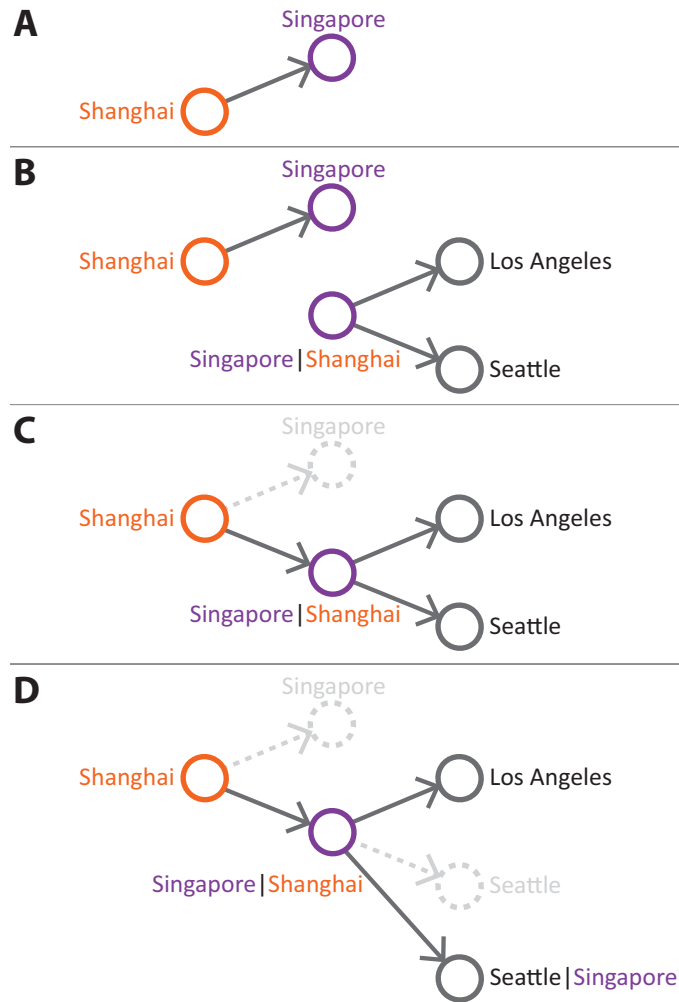 A
Singapore
Shanghai
B
Singapore
Shanghai
Los Angeles
Singapore|Shanghai
Seattle
C
Singapore
Shanghai
Los Angeles
Singapore|Shanghai
Seattle
D
Singapore
Shanghai
Los Angeles
Singapore|Shanghai
Seattle
Seattle|Singapore